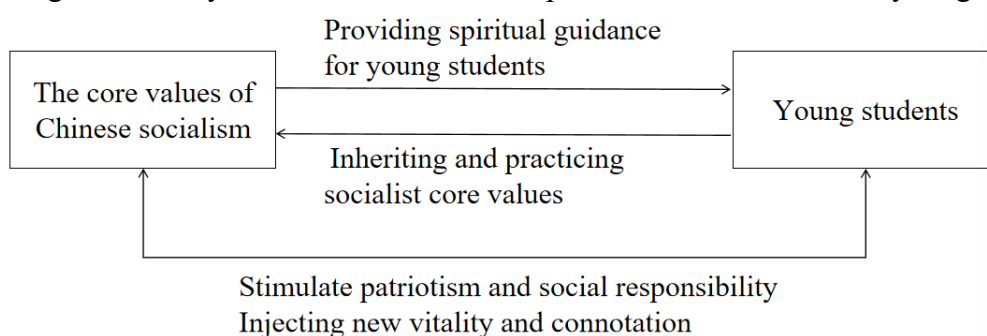 Providing spiritual guidance
for young students
The core values of
Chinese socialism
Young students
Inheriting and practicing
socialist core values
Stimulate patriotism and social responsibility
Injecting new vitality and connotation